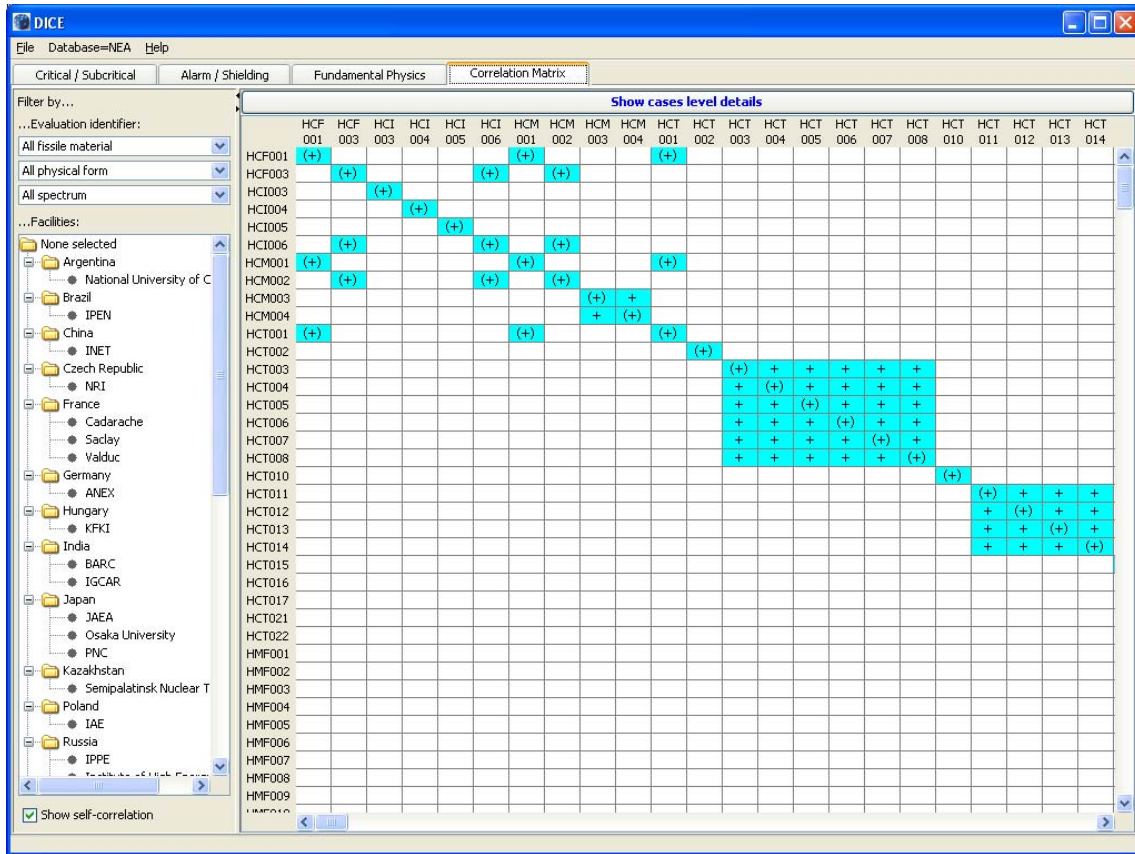 DICE
File Database=NEA Help
Critical / Subcritical Alarm / Shielding Fundamental Physics Correlation Matrix
Filter by...
...Evaluation identifier:
All fissile material
All physical form
All spectrum
...Facilities:
None selected
Argentina
National University of C
Brazil
IPEN
China
INET
Czech Republic
NRI
France
Cadarache
Saclay
Valduc
Germany
ANEX
Hungary
KFKI
India
BARC
IGCAR
Japan
JAEA
Osaka University
PNC
Kazakhstan
Semipalatinsk Nuclear T
Poland
IAE
Russia
IPPE
Show self-correlation
Show cases level details
HCF HCF HCI HCI HCI HCI HCM HCM HCM HCM HCT HCT HCT HCT HCT HCT HCT HCT HCT HCT HCT HCT HCT
001 003 003 004 005 006 001 002 003 004 001 002 003 004 005 006 007 008 010 011 012 013 014
HCF001 (+) (+) (+)
HCF003 (+) (+) (+)
HCI003 (+)
HCI004 (+)
HCI005 (+)
HCI006 (+) (+) (+)
HCM001 (+) (+) (+)
HCM002 (+) (+) (+)
HCM003 (+) +
HCM004 + (+)
HCT001 (+) (+) (+)
HCT002 (+)
HCT003 (+) + + + + +
HCT004 + (+) + + + +
HCT005 + + (+) + + +
HCT006 + + + (+) + +
HCT007 + + + + (+) +
HCT008 + + + + + (+)
HCT010 (+)
HCT011 (+) + + +
HCT012 + (+) + +
HCT013 + + (+) +
HCT014 + + + (+)
HCT015
HCT016
HCT017
HCT021
HCT022
HMF001
HMF002
HMF003
HMF004
HMF005
HMF006
HMF007
HMF008
HMF009